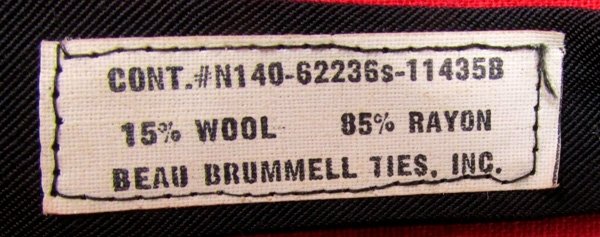 CONT.#N140-62236s-11435B
15% WOOL 85% RAYON
BEAU BRUMMELL TIES, INC.